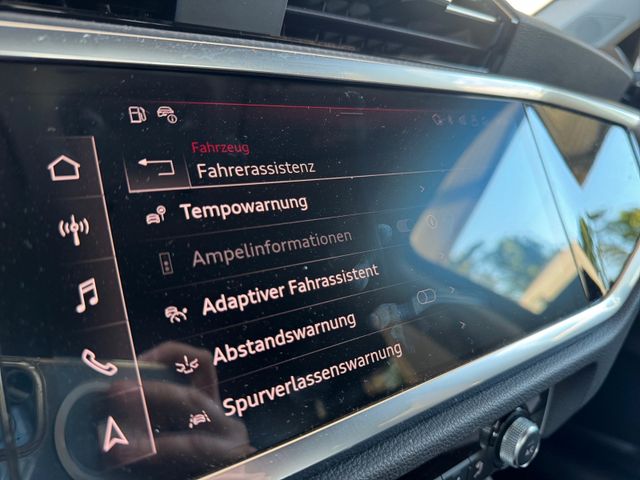 Fahrzeug
Fahrerassistenz
Tempowarnung
Ampelinformationen
Adaptiver Fahrassistent
Abstandswarnung
Spurverlassenswarnung